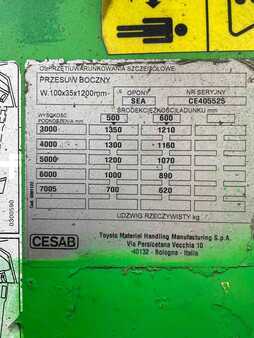 OSPRZĘT/UWARUNKOWANIA SZCZEGÓŁOWE
PRZESUW BOCZNY
W.100x35x1200rpm
OPONY NR SERYJNY
SEA CE405525
ŚRODEK CIĘŻKOŚCI ŁADUNKU mm
WYSOKOŚĆ
PODNOSZENIA mm 500 600
3000 1350 1210
4000 1300 1160
5000 1200 1070
6000 1000 890
7005 700 620
UDŹWIG RZECZYWISTY kg
CESAB
Toyota Material Handling Manufacturing S.p.A.
Via Persicetana Vecchia 10
40132 - Bologna - Italia